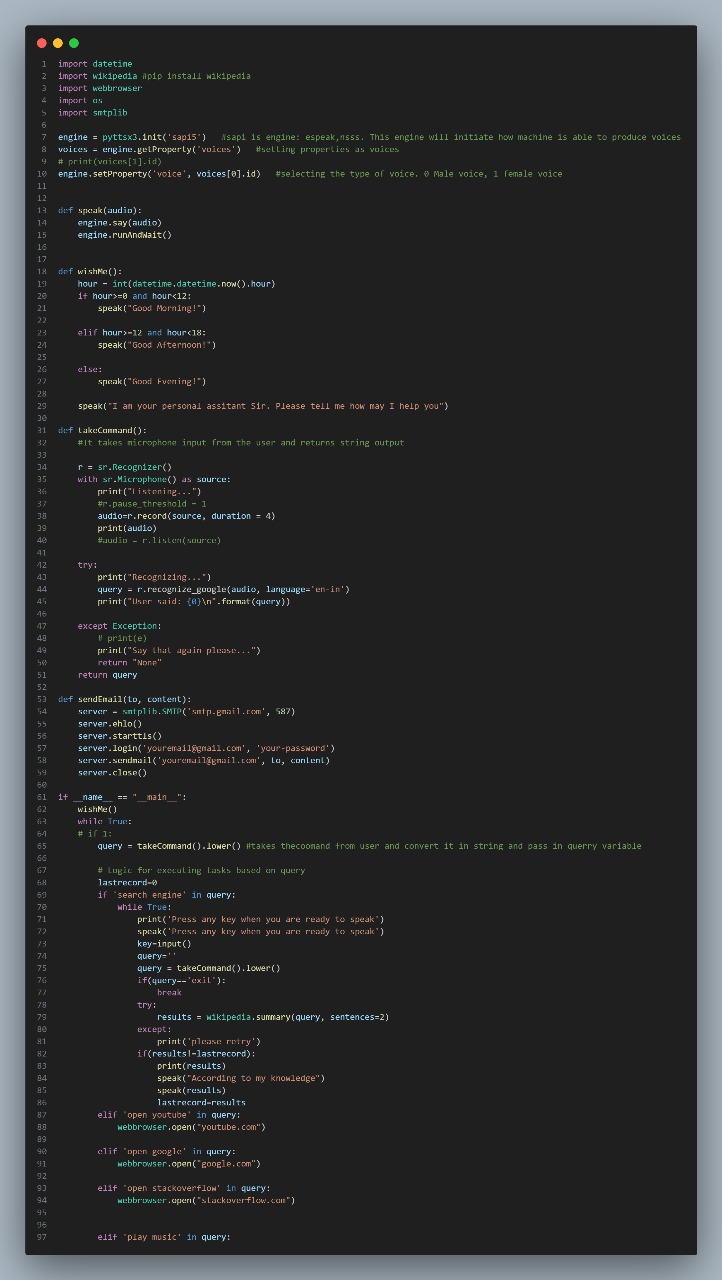 1 import datetime
2 import wikipedia #pip install wikipedia
3 import webbrowser
4 import os
5 import smtplib
6
7 engine = pyttsx3.init('sapi5')   #sapi is engine: espeak,nsss. This engine will initiate how machine is able to produce voices
8 voices = engine.getProperty('voices')   #setting properties as voices
9 # print(voices[1].id)
10 engine.setProperty('voice', voices[0].id)   #selecting the type of voice. 0 Male voice, 1 female voice
11
12
13 def speak(audio):
14     engine.say(audio)
15     engine.runAndWait()
16
17
18 def wishMe():
19     hour = int(datetime.datetime.now().hour)
20     if hour>=0 and hour<12:
21         speak("Good Morning!")
22
23     elif hour>=12 and hour<18:
24         speak("Good Afternoon!")
25
26     else:
27         speak("Good Evening!")
28
29     speak("I am your personal assitant Sir. Please tell me how may I help you")
30
31 def takeCommand():
32     #It takes microphone input from the user and returns string output
33
34     r = sr.Recognizer()
35     with sr.Microphone() as source:
36         print("Listening...")
37         #r.pause_threshold = 1
38         audio=r.record(source, duration = 4)
39         print(audio)
40         #audio = r.listen(source)
41
42     try:
43         print("Recognizing...")
44         query = r.recognize_google(audio, language='en-in')
45         print("User said: {0}\n".format(query))
46
47     except Exception:
48         # print(e)
49         print("Say that again please...")
50         return "None"
51     return query
52
53 def sendEmail(to, content):
54     server = smtplib.SMTP('smtp.gmail.com', 587)
55     server.ehlo()
56     server.starttls()
57     server.login('youremail@gmail.com', 'your-password')
58     server.sendmail('youremail@gmail.com', to, content)
59     server.close()
60
61 if __name__ == "__main__":
62     wishMe()
63     while True:
64     # if 1:
65         query = takeCommand().lower() #takes thecoomand from user and convert it in string and pass in querry variable
66
67         # Logic for executing tasks based on query
68         lastrecord=0
69         if 'search engine' in query:
70             while True:
71                 print('Press any key when you are ready to speak')
72                 speak('Press any key when you are ready to speak')
73                 key=input()
74                 query=''
75                 query = takeCommand().lower()
76                 if(query=='exit'):
77                     break
78                 try:
79                     results = wikipedia.summary(query, sentences=2)
80                 except:
81                     print('please retry')
82                 if(results!=lastrecord):
83                     print(results)
84                     speak("According to my knowledge")
85                     speak(results)
86                     lastrecord=results
87         elif 'open youtube' in query:
88             webbrowser.open("youtube.com")
89
90         elif 'open google' in query:
91             webbrowser.open("google.com")
92
93         elif 'open stackoverflow' in query:
94             webbrowser.open("stackoverflow.com")
95
96
97         elif 'play music' in query: